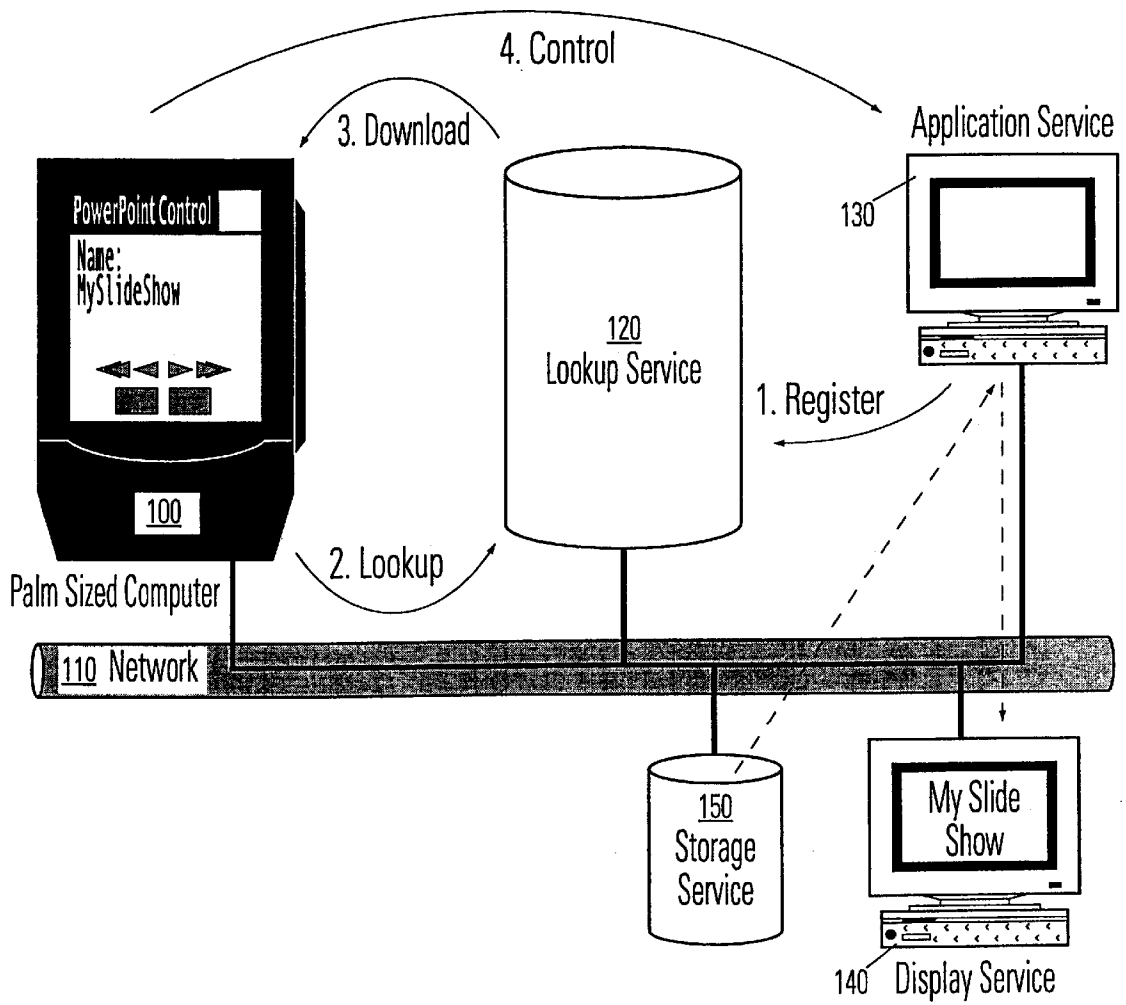 4. Control
3. Download
Application Service
PowerPoint Control
Name:
MySlideShow
130
120
Lookup Service
1. Register
100
2. Lookup
Palm Sized Computer
110 Network
150
Storage
Service
My Slide
Show
140
Display Service